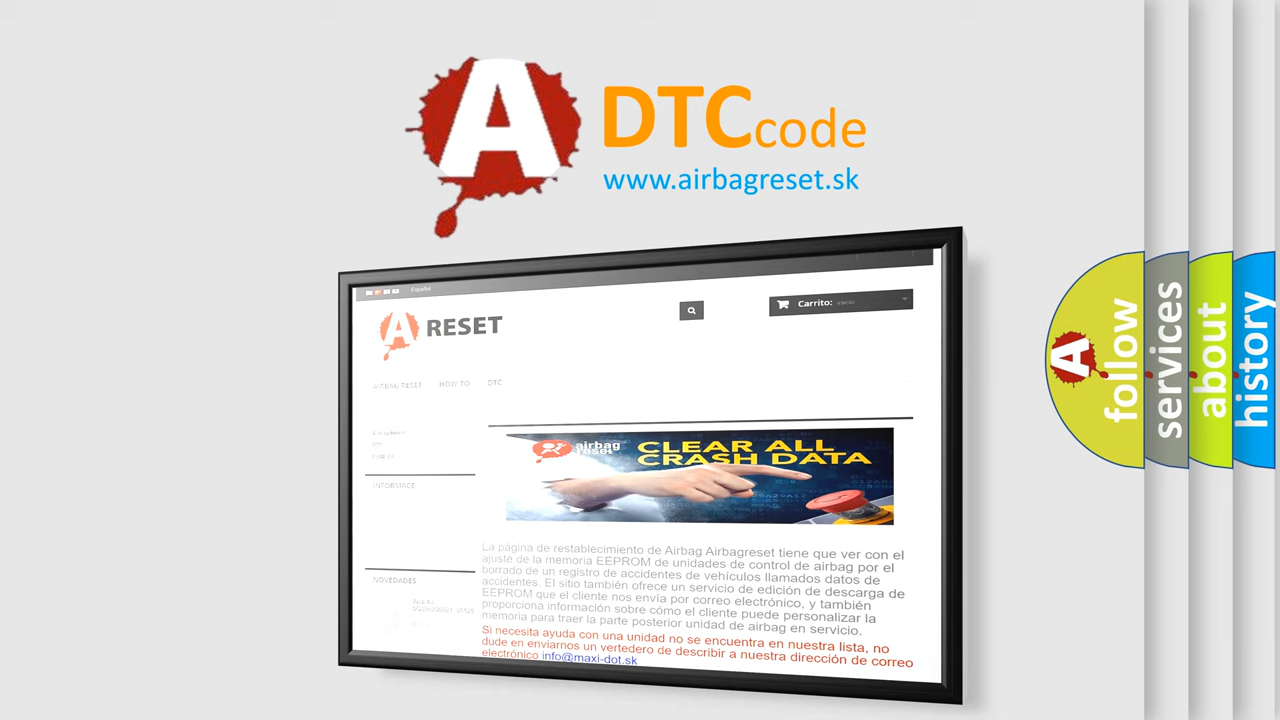 A
DTCcode
www.airbagreset.sk
Español
A RESET
Carrito: vacío
AIRBAG RESET HOW TO DTC
INFORMACE
NOVEDADES
airbag
reset
CLEAR ALL
CRASH DATA
La página de restablecimiento de Airbag Airbagreset tiene que ver con el
ajuste de la memoria EEPROM de unidades de control de airbag por el
borrado de un registro de accidentes de vehículos llamados datos de
accidentes. El sitio también ofrece un servicio de edición de descarga de
EEPROM que el cliente nos envía por correo electrónico, y también
proporciona información sobre cómo el cliente puede personalizar la
memoria para traer la parte posterior unidad de airbag en servicio.
Si necesita ayuda con una unidad no se encuentra en nuestra lista, no
dude en enviarnos un vertedero de describir a nuestra dirección de correo
electrónico info@maxi-dot.sk
A
follow
services
about
history